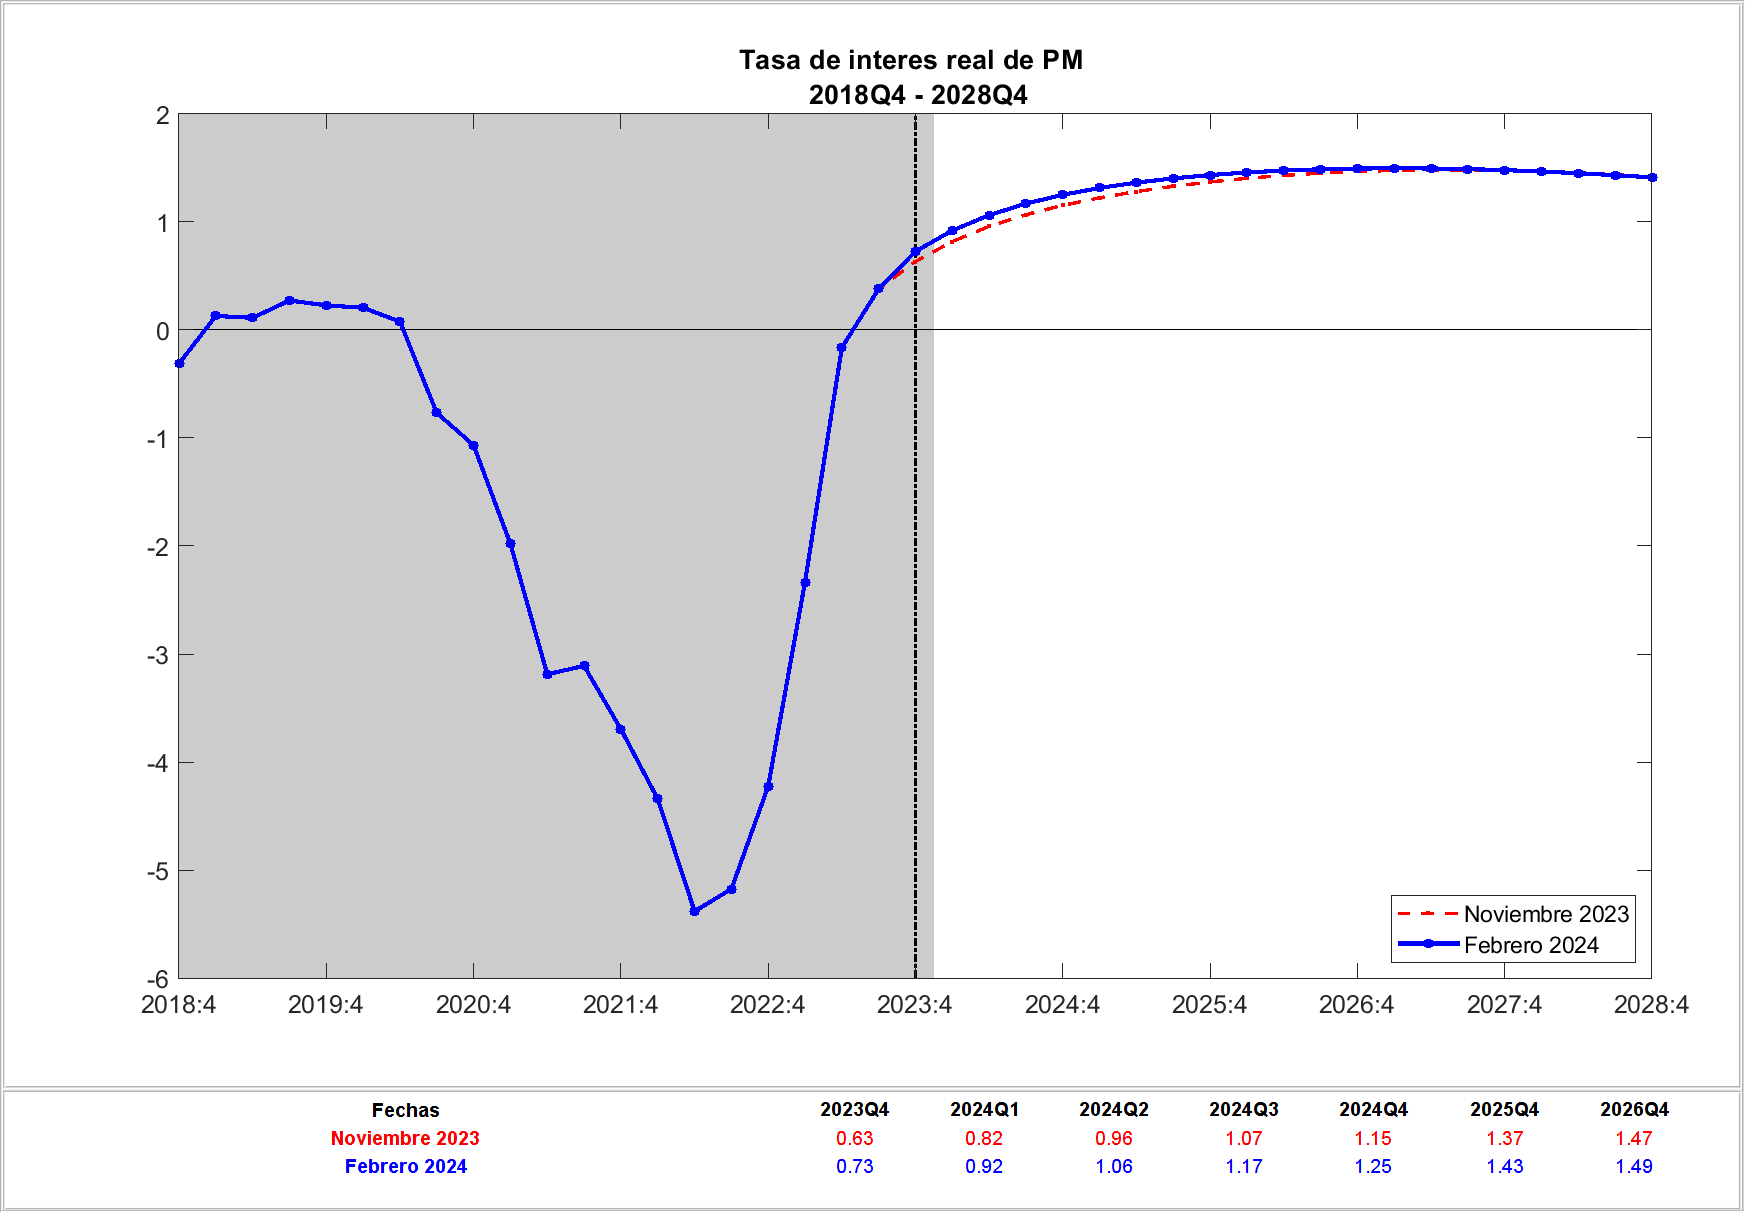 Tasa de interes real de PM
2018Q4 - 2028Q4
2
1
0
-1
-2
-3
-4
-5
-6
2018:4 2019:4 2020:4 2021:4 2022:4 2023:4 2024:4 2025:4 2026:4 2027:4 2028:4
Noviembre 2023
Febrero 2024
Fechas 2023Q4 2024Q1 2024Q2 2024Q3 2024Q4 2025Q4 2026Q4
Noviembre 2023 0.63 0.82 0.96 1.07 1.15 1.37 1.47
Febrero 2024 0.73 0.92 1.06 1.17 1.25 1.43 1.49